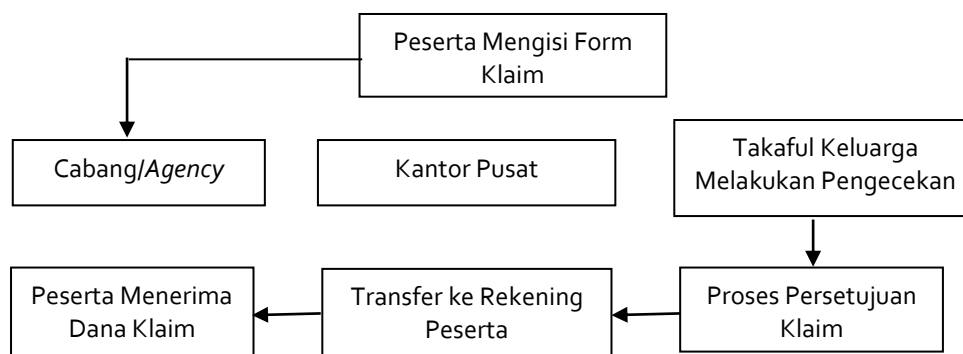 Peserta Mengisi Form
Klaim
Cabang/Agency
Kantor Pusat
Takaful Keluarga
Melakukan Pengecekan
Peserta Menerima
Dana Klaim
Transfer ke Rekening
Peserta
Proses Persetujuan
Klaim